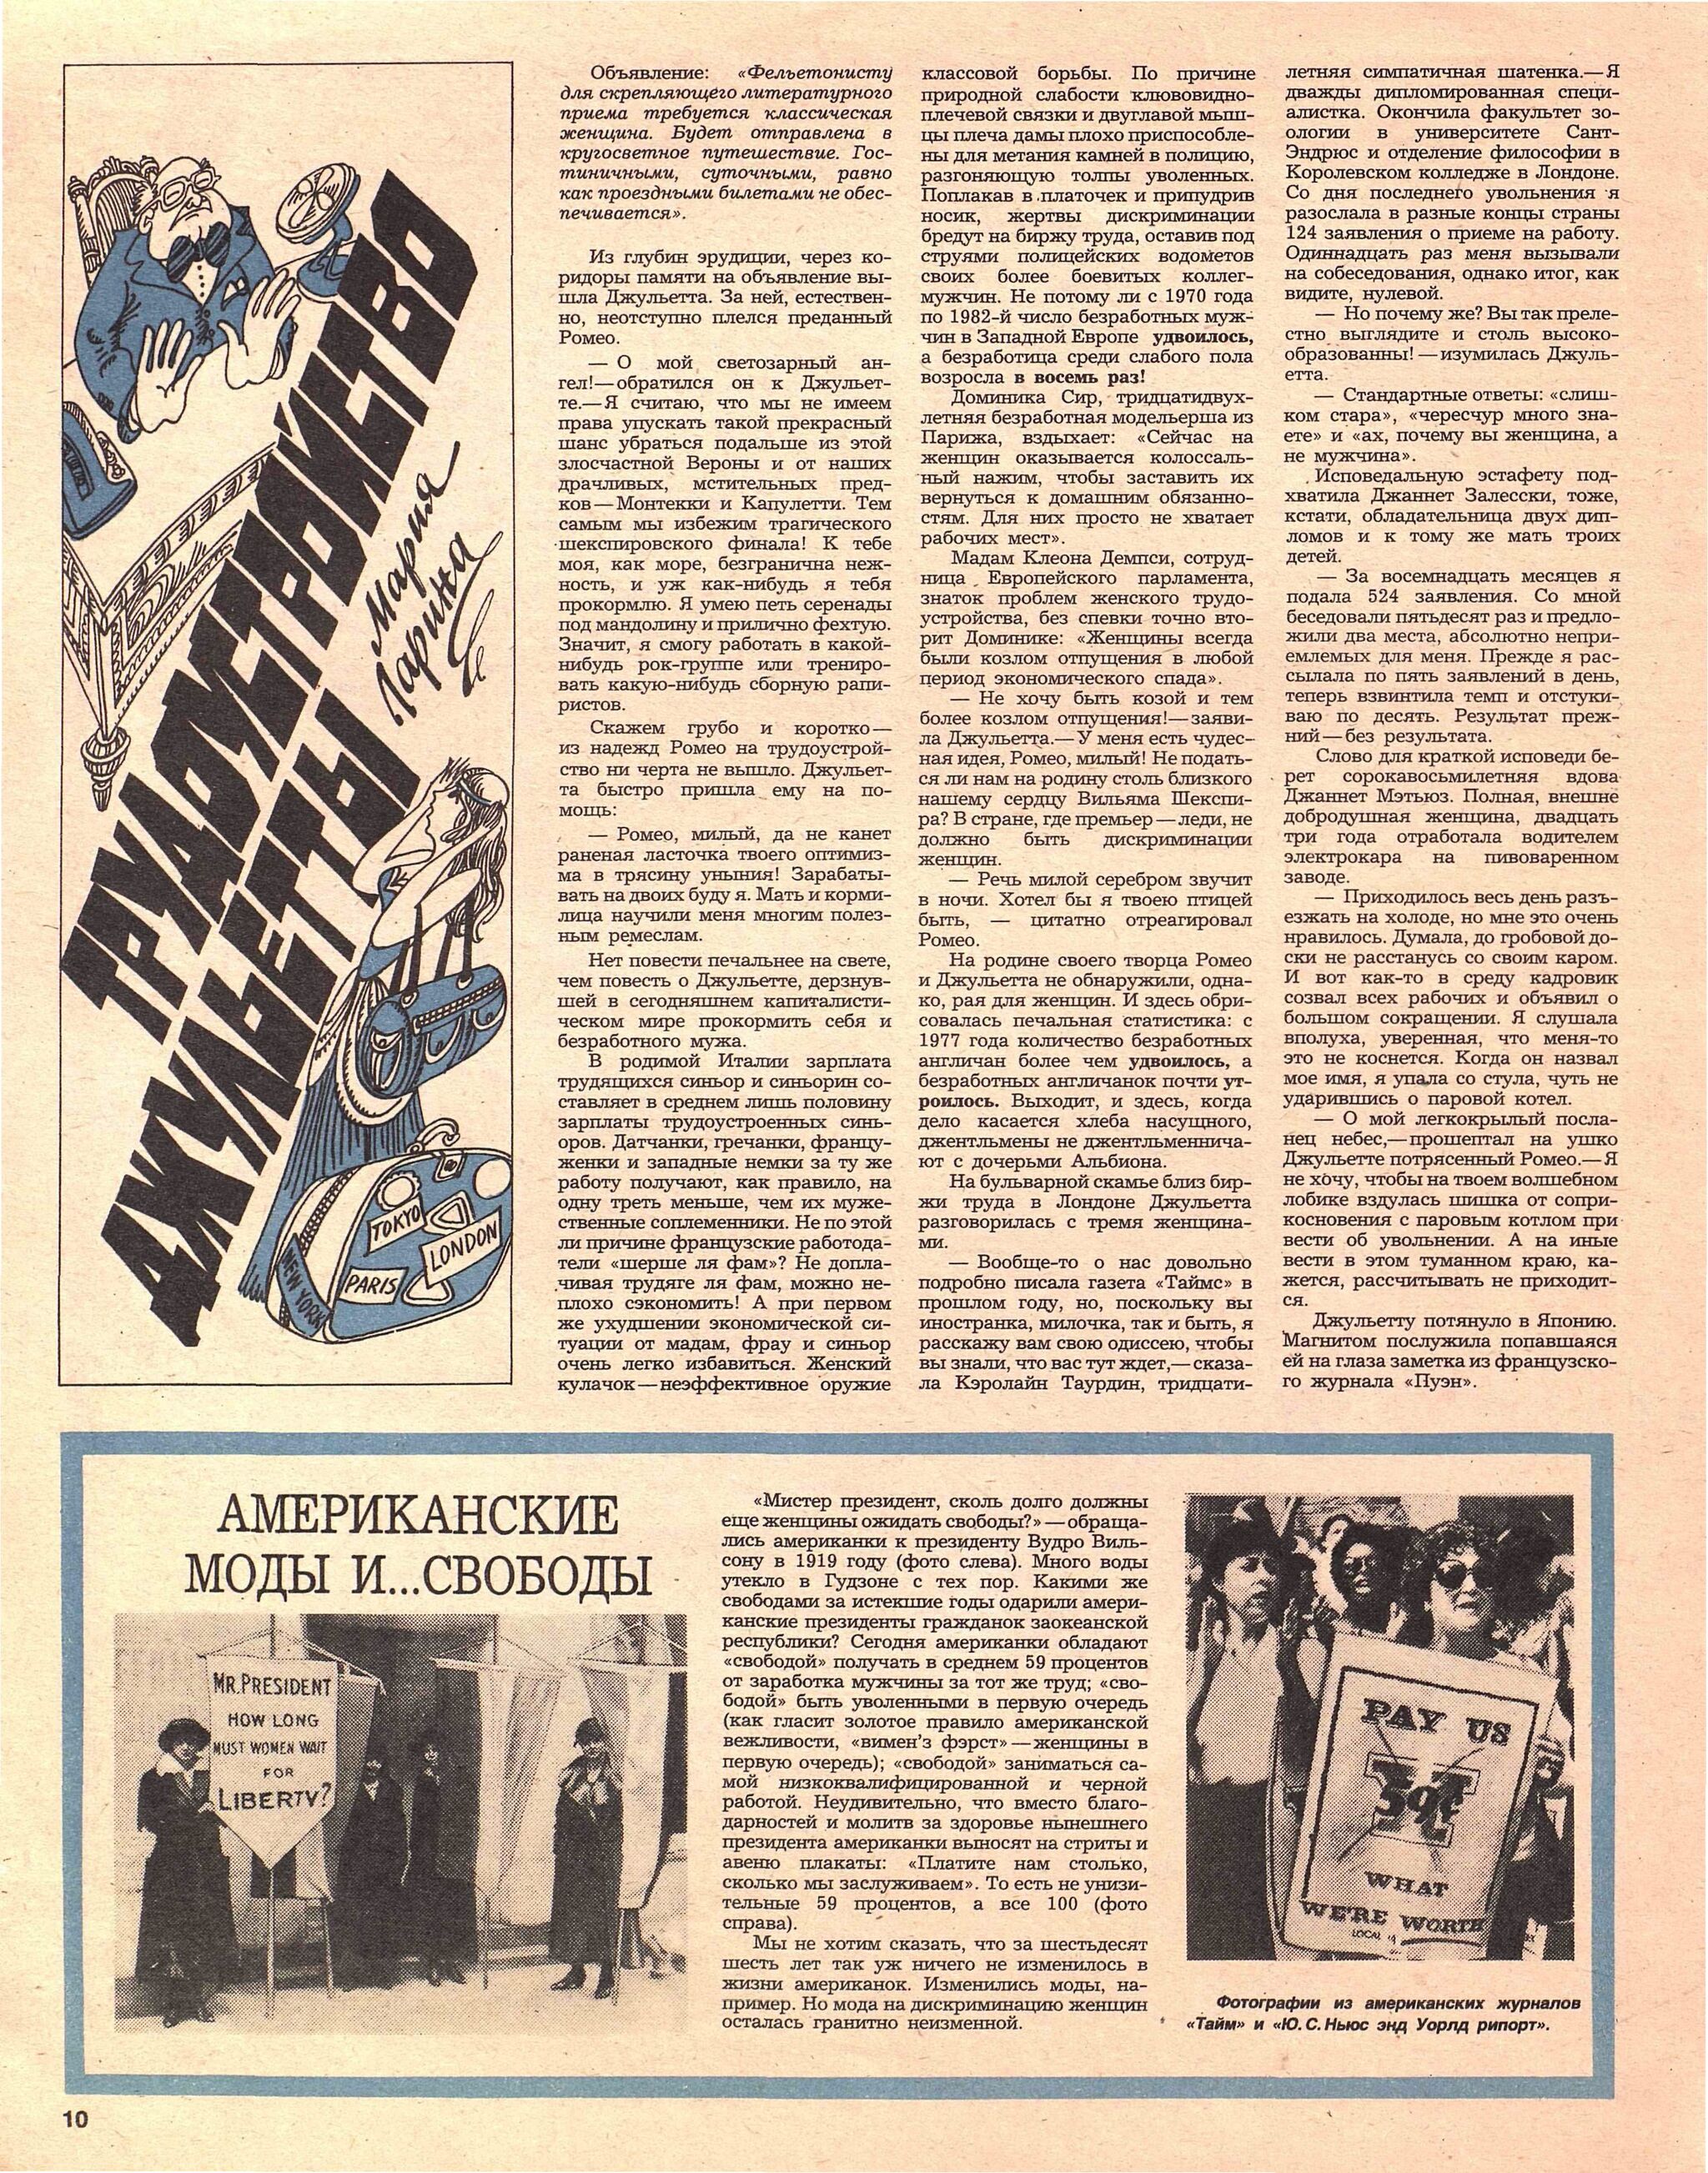 ТРУДОУСТРОЙСТВО
ДЖУЛЬЕТТЫ
Мария
Ларина
TOKYO
LONDON
PARIS
NEW YORK
Объявление: «Фельетонисту
для скрепляющего литературного
приема требуется классическая
женщина. Будет отправлена в
кругосветное путешествие. Гос-
тиничными, суточными, равно
как проездными билетами не обес-
печивается».
Из глубин эрудиции, через ко-
ридоры памяти на объявление вы-
шла Джульетта. За ней, естествен-
но, неотступно плелся преданный
Ромео.
— О мой светозарный ан-
гел!—обратился он к Джульет-
те.—Я считаю, что мы не имеем
права упускать такой прекрасный
шанс убраться подальше из этой
злосчастной Вероны и от наших
драчливых, мстительных пред-
ков—Монтекки и Капулетти. Тем
самым мы избежим трагического
шекспировского финала! К тебе
моя, как море, безгранична неж-
ность, и уж как-нибудь я тебя
прокормлю. Я умею петь серенады
под мандолину и прилично фехтую.
Значит, я смогу работать в какой-
нибудь рок-группе или трениро-
вать какую-нибудь сборную рапи-
ристов.
Скажем грубо и коротко—
из надежд Ромео на трудоустрой-
ство ни черта не вышло. Джульет-
та быстро пришла ему на по-
мощь:
— Ромео, милый, да не канет
раненая ласточка твоего оптимиз-
ма в трясину уныния! Зарабаты-
вать на двоих буду я. Мать и корми-
лица научили меня многим полез-
ным ремеслам.
Нет повести печальнее на свете,
чем повесть о Джульетте, дерзнув-
шей в сегодняшнем капиталисти-
ческом мире прокормить себя и
безработного мужа.
В родимой Италии зарплата
трудящихся синьор и синьорин со-
ставляет в среднем лишь половину
зарплаты трудоустроенных синь-
оров. Датчанки, гречанки, францу-
женки и западные немки за ту же
работу получают, как правило, на
одну треть меньше, чем их муже-
ственные соплеменники. Не по этой
ли причине французские работода-
тели «шерше ля фам»? Не допла-
чивая трудяге ля фам, можно не-
плохо сэкономить! А при первом
же ухудшении экономической си-
туации от мадам, фрау и синьор
очень легко избавиться. Женский
кулачок—неэффективное оружие
классовой борьбы. По причине
природной слабости клювовидно-
плечевой связки и двуглавой мыш-
цы плеча дамы плохо приспособле-
ны для метания камней в полицию,
разгоняющую толпы уволенных.
Поплакав в платочек и припудрив
носик, жертвы дискриминации
бредут на биржу труда, оставив под
струями полицейских водометов
своих более боевитых коллег-
мужчин. Не потому ли с 1970 года
по 1982-й число безработных муж-
чин в Западной Европе удвоилось,
а безработица среди слабого пола
возросла в восемь раз!
Доминика Сир, тридцатидвух-
летняя безработная модельерша из
Парижа, вздыхает: «Сейчас на
женщин оказывается колоссаль-
ный нажим, чтобы заставить их
вернуться к домашним обязанно-
стям. Для них просто не хватает
рабочих мест».
Мадам Клеона Демпси, сотруд-
ница Европейского парламента,
знаток проблем женского трудо-
устройства, без спевки точно вто-
рит Доминике: «Женщины всегда
были козлом отпущения в любой
период экономического спада».
— Не хочу быть козой и тем
более козлом отпущения!—заяви-
ла Джульетта.—У меня есть чудес-
ная идея, Ромео, милый! Не подать-
ся ли нам на родину столь близкого
нашему сердцу Вильяма Шекспи-
ра? В стране, где премьер—леди, не
должно быть дискриминации
женщин.
— Речь милой серебром звучит
в ночи. Хотел бы я твоею птицей
быть, — цитатно отреагировал
Ромео.
На родине своего творца Ромео
и Джульетта не обнаружили, одна-
ко, рая для женщин. И здесь обри-
совалась печальная статистика: с
1977 года количество безработных
англичан более чем удвоилось, а
безработных англичанок почти ут-
роилось. Выходит, и здесь, когда
дело касается хлеба насущного,
джентльмены не джентльменнича-
ют с дочерьми Альбиона.
На бульварной скамье близ бир-
жи труда в Лондоне Джульетта
разговорилась с тремя женщина-
ми.
— Вообще-то о нас довольно
подробно писала газета «Таймс» в
прошлом году, но, поскольку вы
иностранка, милочка, так и быть, я
расскажу вам свою одиссею, чтобы
вы знали, что вас тут ждет,—сказа-
ла Кэролайн Таурдин, тридцати-
летняя симпатичная шатенка.—Я
дважды дипломированная специ-
алистка. Окончила факультет зо-
ологии в университете Сант-
Эндрюс и отделение философии в
Королевском колледже в Лондоне.
Со дня последнего увольнения я
разослала в разные концы страны
124 заявления о приеме на работу.
Одиннадцать раз меня вызывали
на собеседования, однако итог, как
видите, нулевой.
— Но почему же? Вы так преле-
стно выглядите и столь высоко-
образованны!—изумилась Джуль-
етта.
— Стандартные ответы: «слиш-
ком стара», «чересчур много зна-
ете» и «ах, почему вы женщина, а
не мужчина».
Исповедальную эстафету под-
хватила Джаннет Залесски, тоже,
кстати, обладательница двух дип-
ломов и к тому же мать троих
детей.
— За восемнадцать месяцев я
подала 524 заявления. Со мной
беседовали пятьдесят раз и предло-
жили два места, абсолютно непри-
емлемых для меня. Прежде я рас-
сылала по пять заявлений в день,
теперь взвинтила темп и отстуки-
ваю по десять. Результат преж-
ний—без результата.
Слово для краткой исповеди бе-
рет сорокавосьмилетняя вдова
Джаннет Мэтьюз. Полная, внешне
добродушная женщина, двадцать
три года отработала водителем
электрокара на пивоваренном
заводе.
— Приходилось весь день разъ-
езжать на холоде, но мне это очень
нравилось. Думала, до гробовой до-
ски не расстанусь со своим каром.
И вот как-то в среду кадровик
созвал всех рабочих и объявил о
большом сокращении. Я слушала
вполуха, уверенная, что меня-то
это не коснется. Когда он назвал
мое имя, я упала со стула, чуть не
ударившись о паровой котел.
— О мой легкокрылый посла-
нец небес,—прошептал на ушко
Джульетте потрясенный Ромео.—Я
не хочу, чтобы на твоем волшебном
лобике вздулась шишка от сопри-
косновения с паровым котлом при
вести об увольнении. А на иные
вести в этом туманном краю, ка-
жется, рассчитывать не приходит-
ся.
Джульетту потянуло в Японию.
Магнитом послужила попавшаяся
ей на глаза заметка из французско-
го журнала «Пуэн».
АМЕРИКАНСКИЕ
МОДЫ И...СВОБОДЫ
MR. PRESIDENT
HOW LONG
MUST WOMEN WAIT
FOR
LIBERTY?
«Мистер президент, сколь долго должны
еще женщины ожидать свободы?»—обраща-
лись американки к президенту Вудро Виль-
сону в 1919 году (фото слева). Много воды
утекло в Гудзоне с тех пор. Какими же
свободами за истекшие годы одарили амери-
канские президенты гражданок заокеанской
республики? Сегодня американки обладают
«свободой» получать в среднем 59 процентов
от заработка мужчины за тот же труд; «сво-
бодой» быть уволенными в первую очередь
(как гласит золотое правило американской
вежливости, «вимен'з фэрст»—женщины в
первую очередь); «свободой» заниматься са-
мой низкоквалифицированной и черной
работой. Неудивительно, что вместо благо-
дарностей и молитв за здоровье нынешнего
президента американки выносят на стриты и
авеню плакаты: «Платите нам столько,
сколько мы заслуживаем». То есть не унизи-
тельные 59 процентов, а все 100 (фото
справа).
Мы не хотим сказать, что за шестьдесят
шесть лет так уж ничего не изменилось в
жизни американок. Изменились моды, на-
пример. Но мода на дискриминацию женщин
осталась гранитно неизменной.
PAY US
59¢
WHAT
WE'RE WORTH
LOCAL
Фотографии из американских журналов
«Тайм» и «Ю. С. Ньюс энд Уорлд рипорт».
10